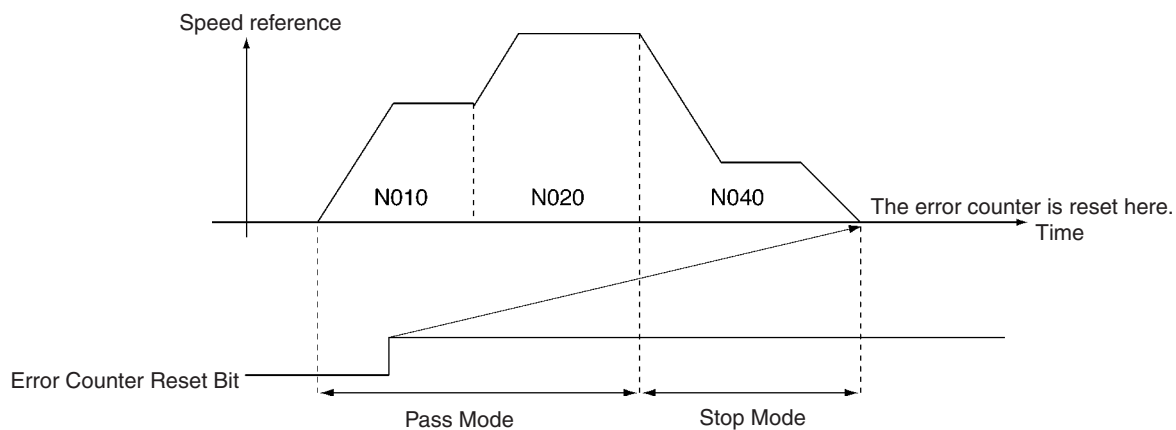 Speed reference
N010
N020
N040
The error counter is reset here.
Time
Error Counter Reset Bit
Pass Mode
Stop Mode